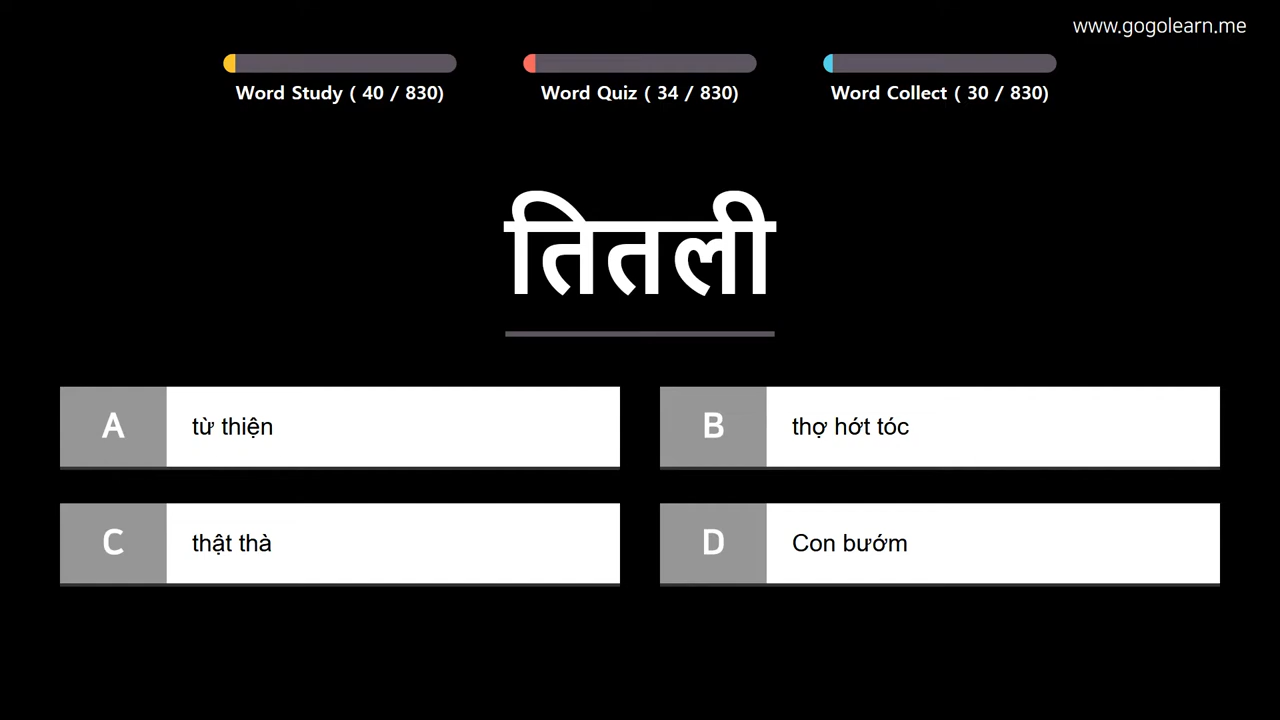 www.gogolearn.me
Word Study ( 40 / 830)
Word Quiz ( 34 / 830)
Word Collect ( 30 / 830)
तितली
A
từ thiện
B
thợ hớt tóc
C
thật thà
D
Con bướm